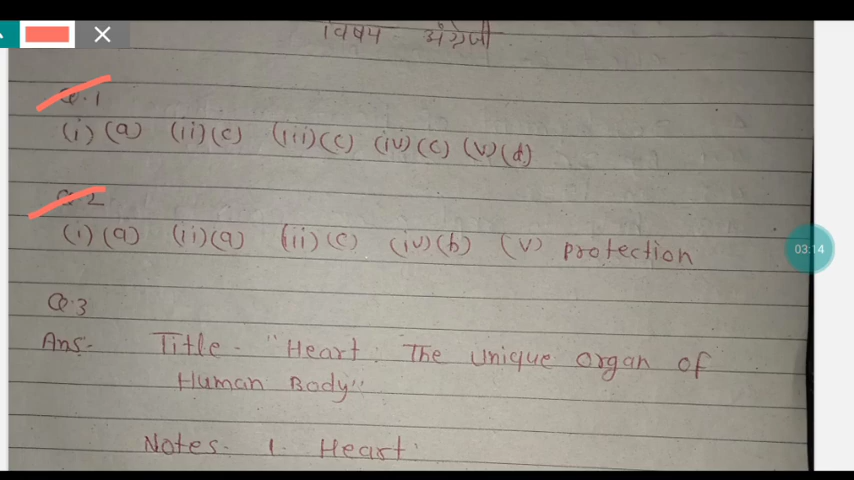 विषय अंग्रेजी
Q.1
(i) (a) (ii) (c) (iii) (c) (iv) (c) (v) (d)
Q.2
(i) (a) (ii) (a) (iii) (c) (iv) (b) (v) protection
03:14
Q.3
Ans- Title - "Heart. The unique organ of
Human Body"
Notes- 1. Heart.